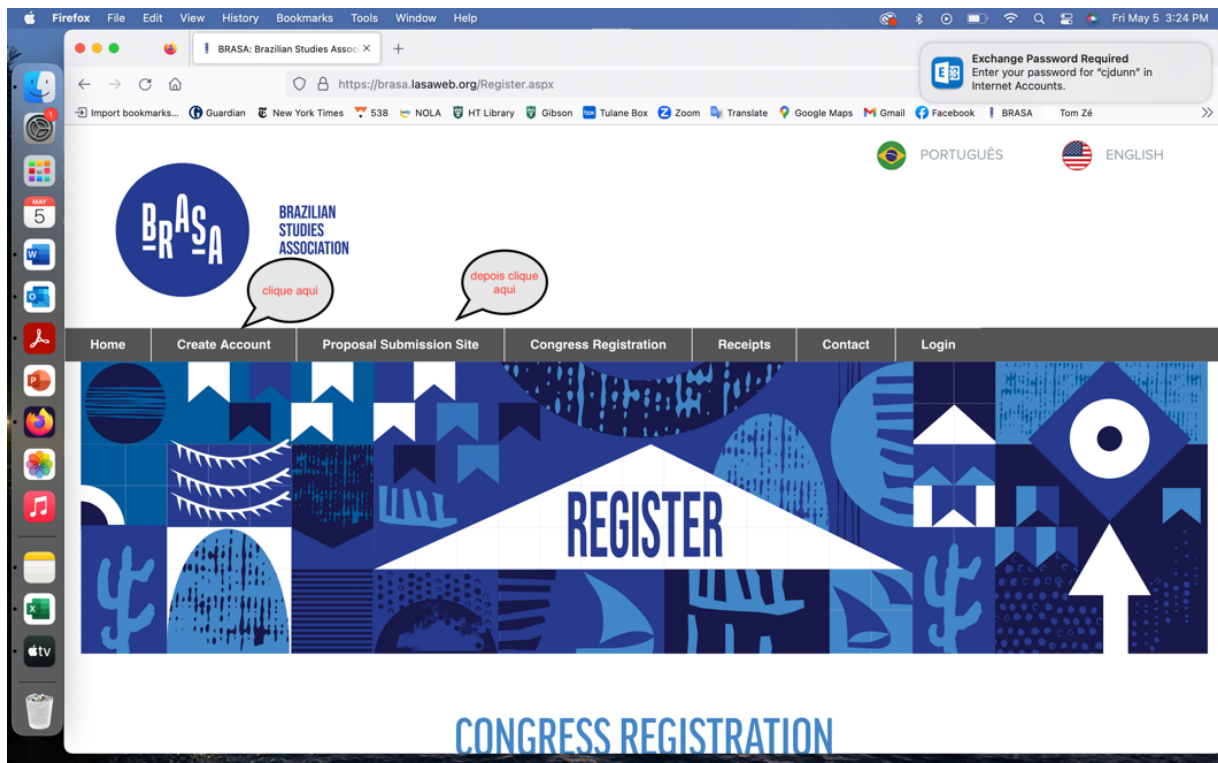 Firefox File Edit View History Bookmarks Tools Window Help
Fri May 5 3:24 PM
BRASA: Brazilian Studies Assoc
Exchange Password Required
Enter your password for "cjdunn" in
Internet Accounts.
https://brasa.lasaweb.org/Register.aspx
Import bookmarks... Guardian New York Times 538 NOLA HT Library Gibson Tulane Box Zoom Translate Google Maps Gmail Facebook BRASA Tom Zé
PORTUGUÊS ENGLISH
MAY
5
BRASA
BRAZILIAN
STUDIES
ASSOCIATION
clique aqui
depois clique
aqui
Home Create Account Proposal Submission Site Congress Registration Receipts Contact Login
REGISTER
tv
CONGRESS REGISTRATION